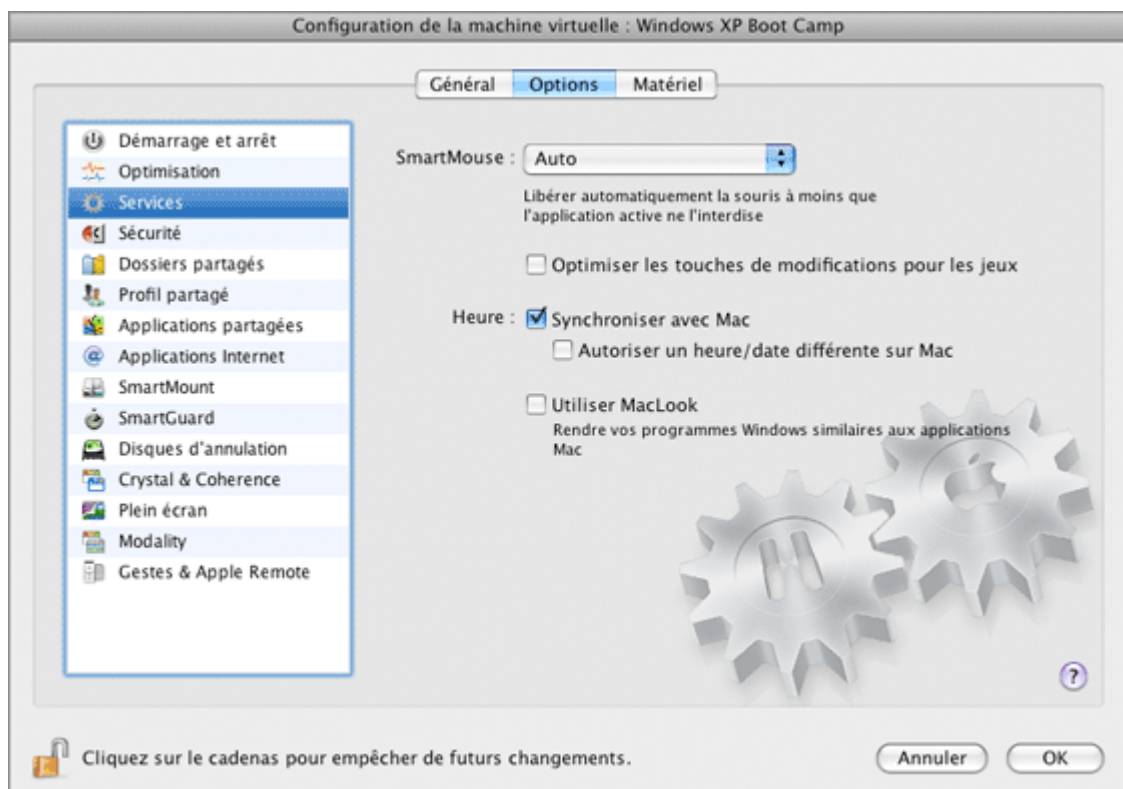 Configuration de la machine virtuelle : Windows XP Boot Camp
Général Options Matériel
Démarrage et arrêt
Optimisation
Services
Sécurité
Dossiers partagés
Profil partagé
Applications partagées
Applications Internet
SmartMount
SmartGuard
Disques d'annulation
Crystal & Coherence
Plein écran
Modality
Gestes & Apple Remote
SmartMouse : Auto
Libérer automatiquement la souris à moins que
l'application active ne l'interdise
Optimiser les touches de modifications pour les jeux
Heure : Synchroniser avec Mac
Autoriser un heure/date différente sur Mac
Utiliser MacLook
Rendre vos programmes Windows similaires aux applications
Mac
?
Cliquez sur le cadenas pour empêcher de futurs changements.
Annuler OK